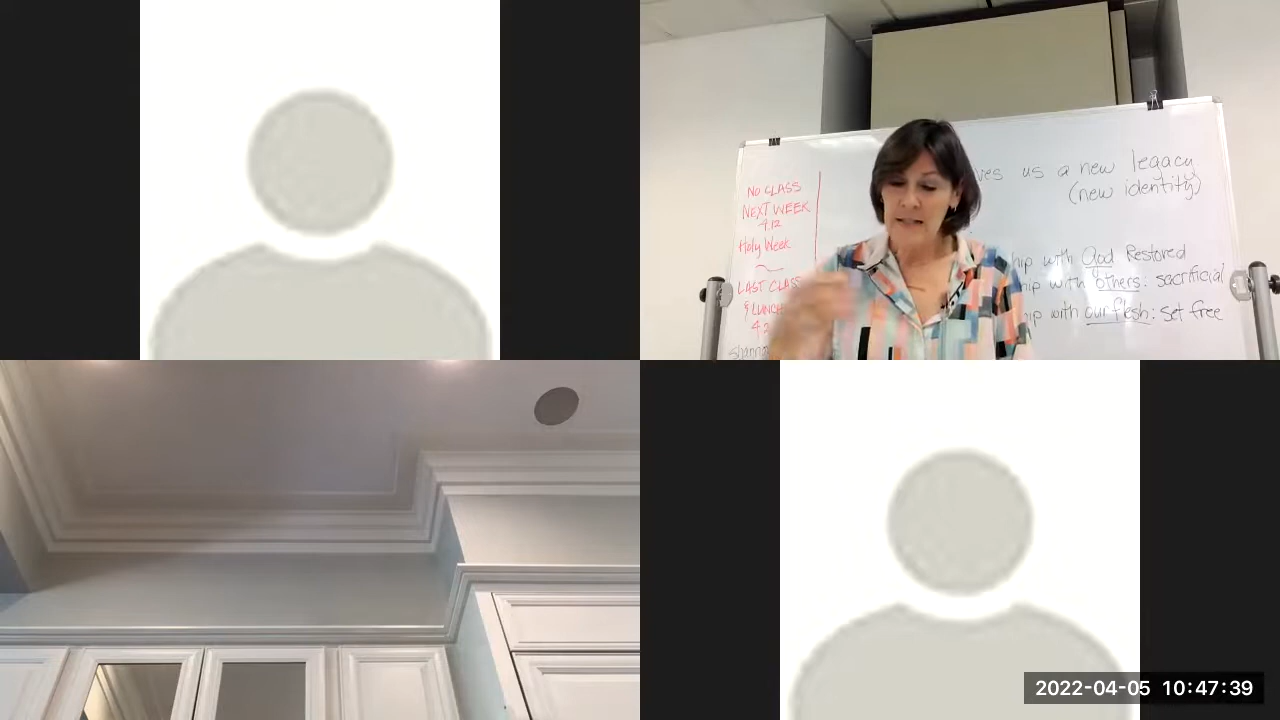 NO CLASS
NEXT WEEK
4.12
Holy Week
LAST CLASS
& LUNCH
us a new legacy
(new identity)
with God Restored
with others: sacrificial
with our flesh: set free
2022-04-05 10:47:39